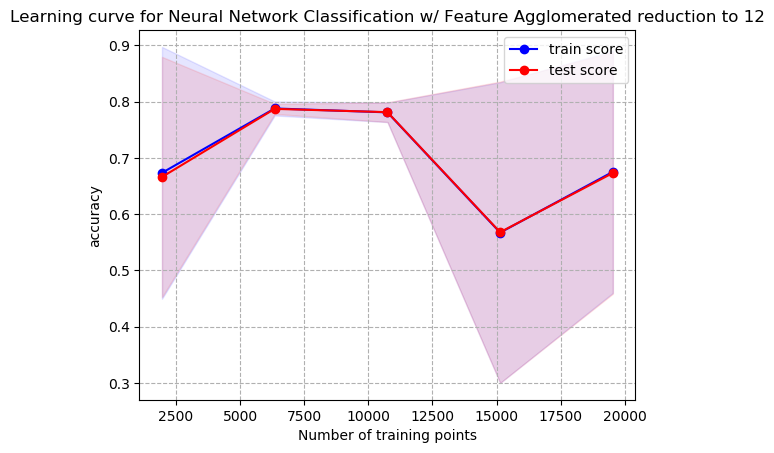 Learning curve for Neural Network Classification w/ Feature Agglomerated reduction to 12
train score
test score
0.9
0.8
0.7
0.6
0.5
0.4
0.3
accuracy
2500 5000 7500 10000 12500 15000 17500 20000
Number of training points